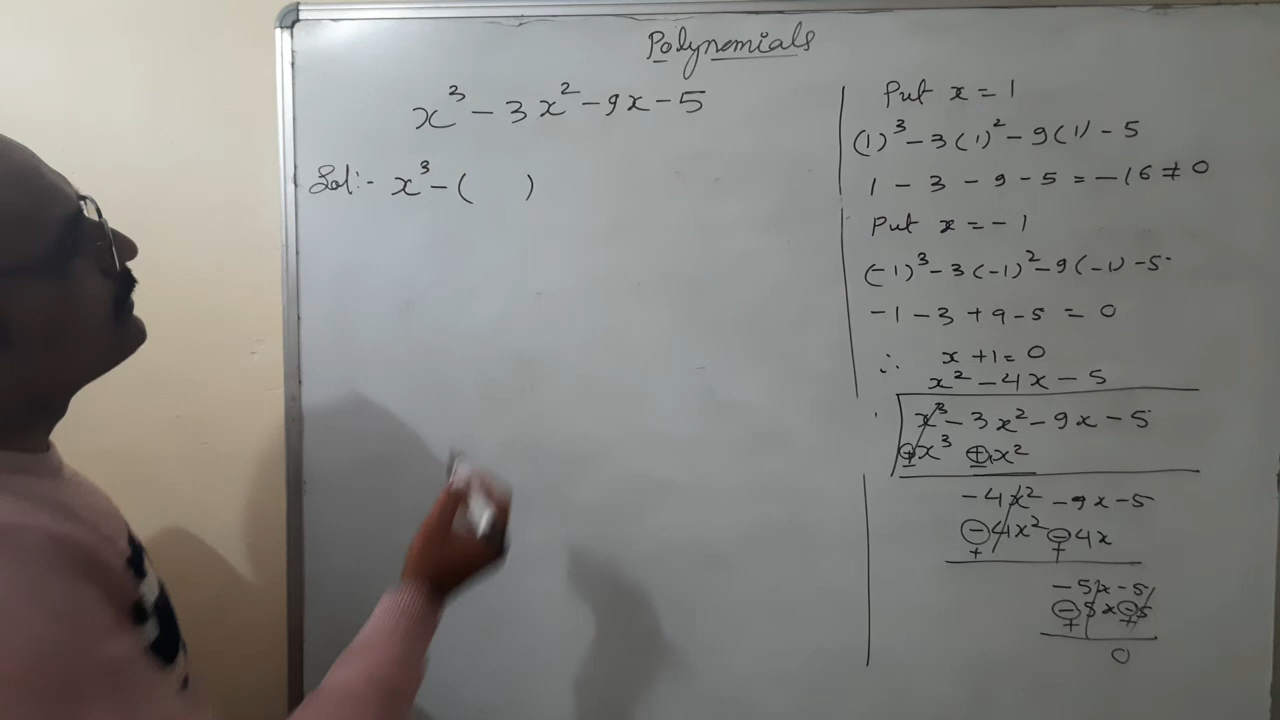 Polynomials
x³ - 3x² - 9x - 5
Sol:- x³ - (   )
Put x = 1
(1)³ - 3(1)² - 9(1) - 5
1 - 3 - 9 - 5 = -16 ≠ 0
Put x = -1
(-1)³ - 3(-1)² - 9(-1) - 5
-1 - 3 + 9 - 5 = 0
∴ x + 1 = 0
x² - 4x - 5
x³ - 3x² - 9x - 5
+x³ +x²
-4x² - 9x - 5
-4x² - 4x
-5x - 5
-5x - 5
0